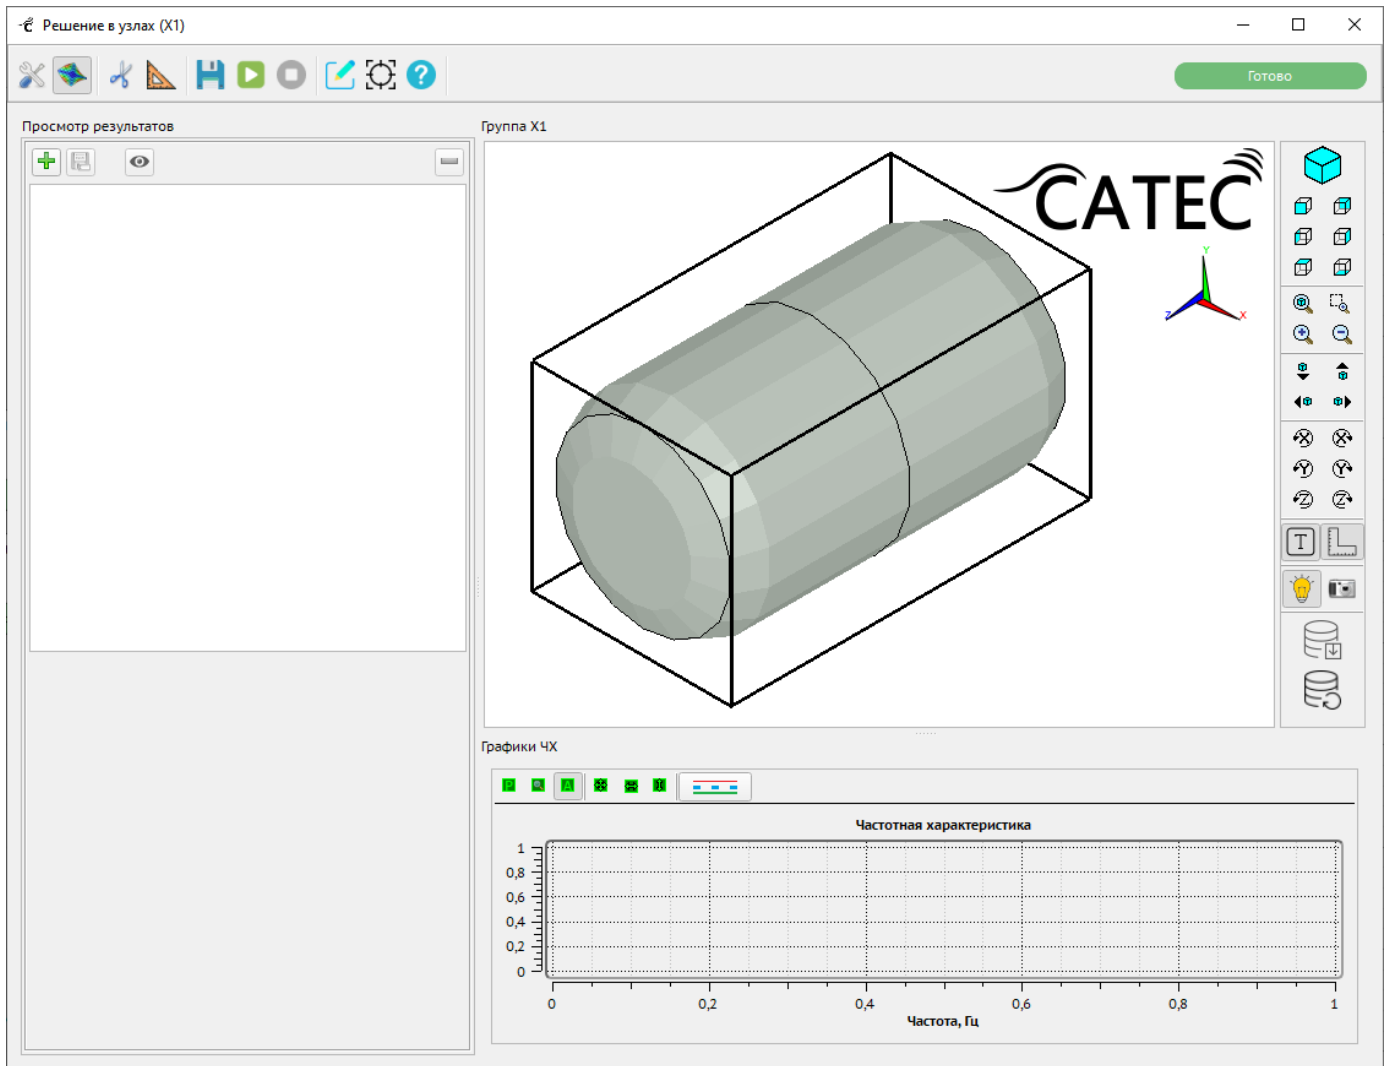 Решение в узлах (X1)
Готово
Просмотр результатов
Группа X1
CATEC
Y
Z
X
X X
Y Y
Z Z
T
Графики ЧХ
P A
Частотная характеристика
1
0,8
0,6
0,4
0,2
0
0 0,2 0,4 0,6 0,8 1
Частота, Гц